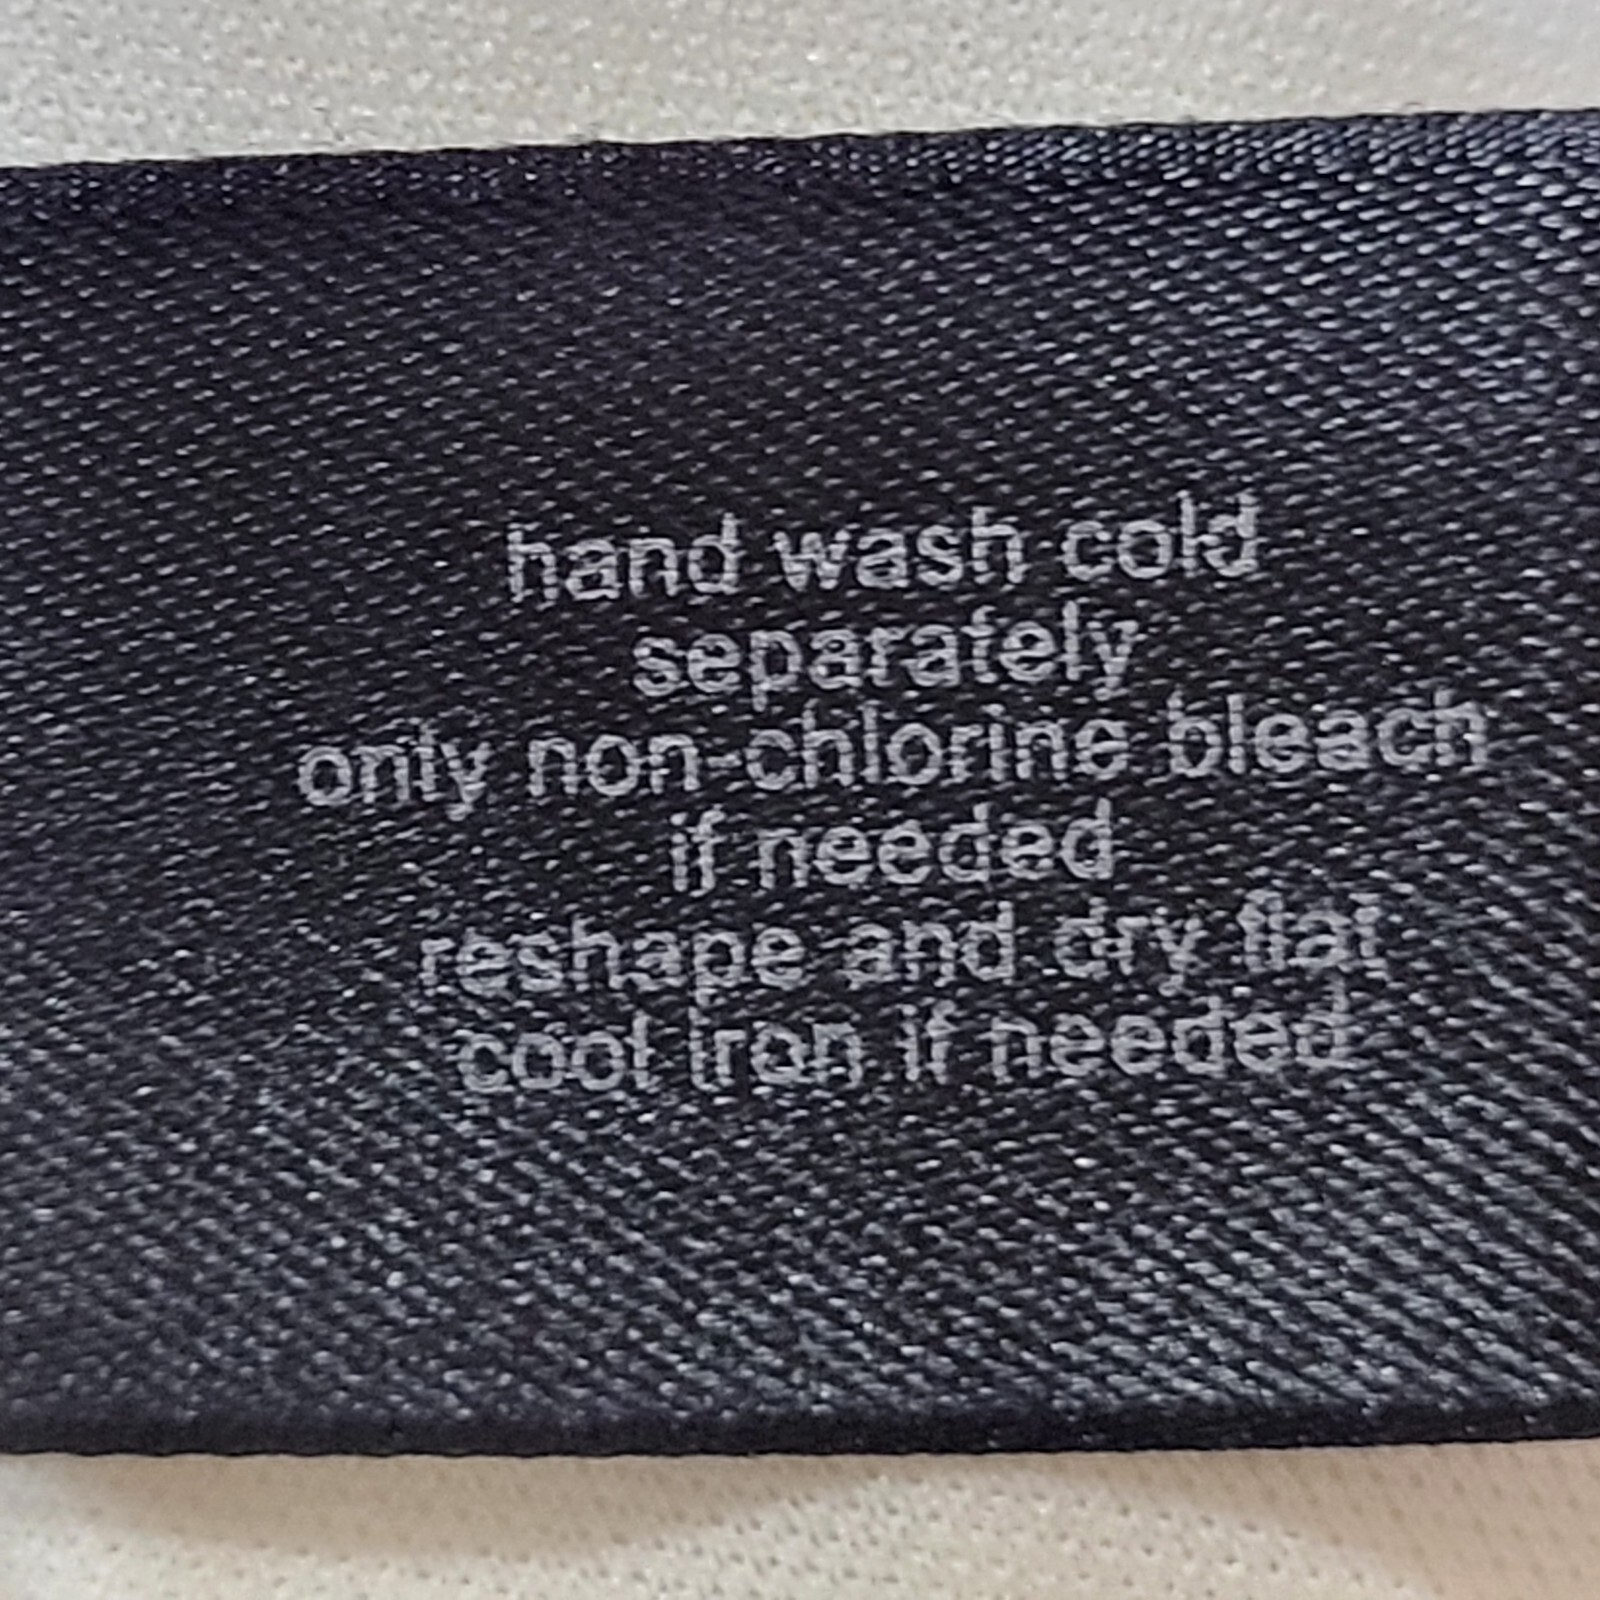 hand wash cold
separately
only non-chlorine bleach
if needed
reshape and dry flat
cool iron if needed